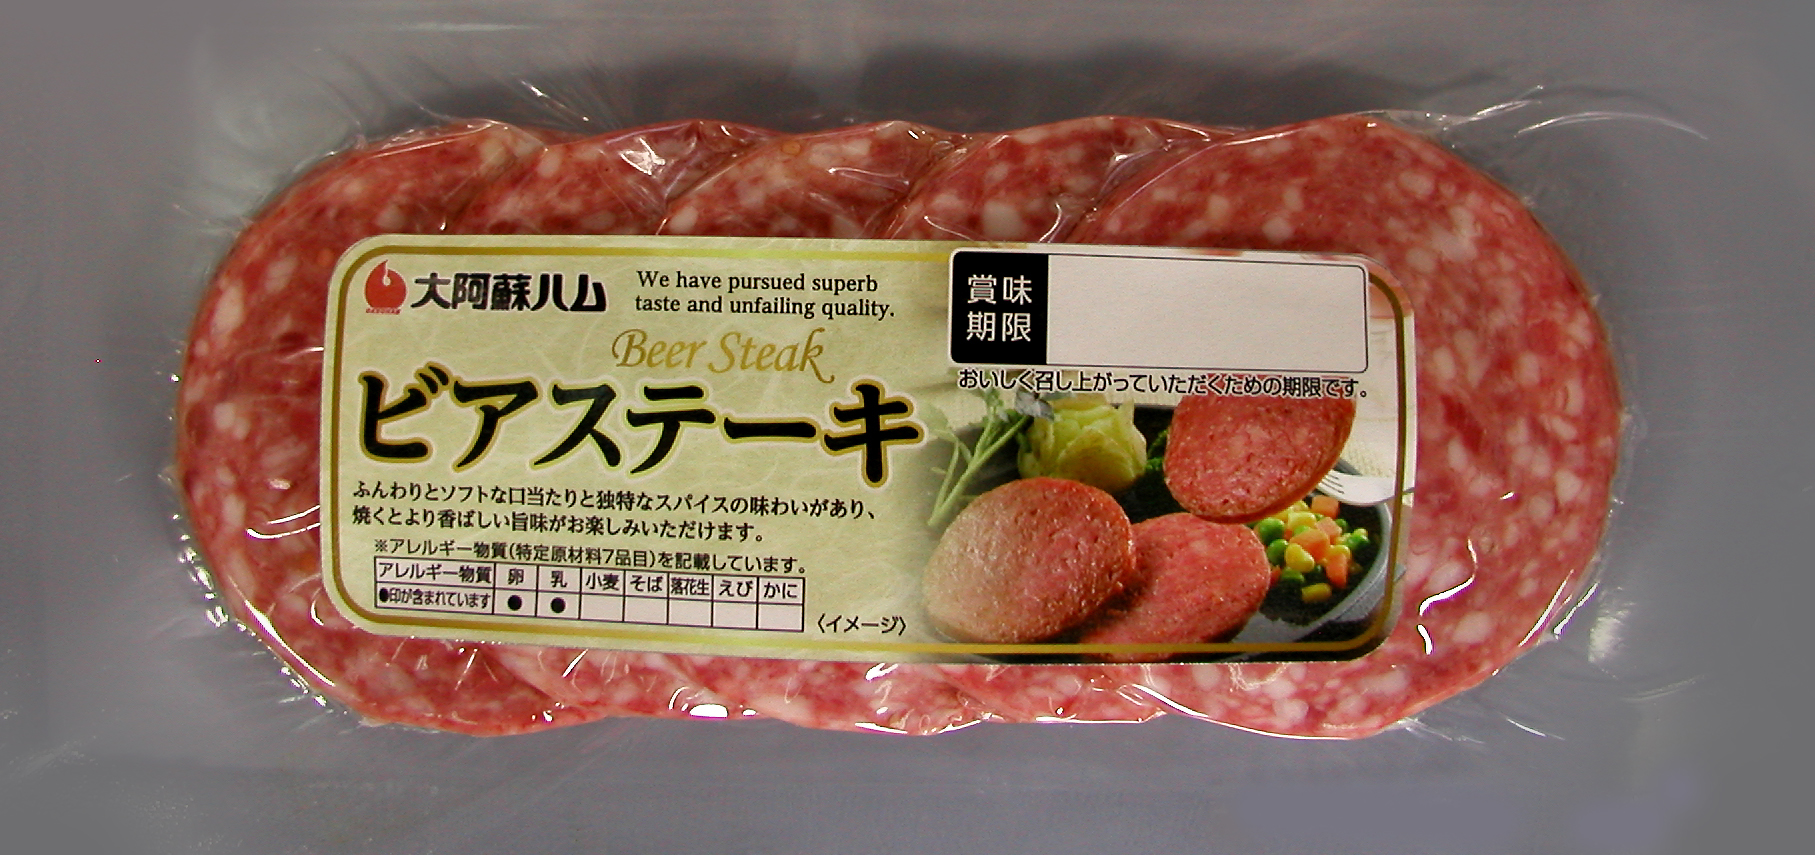 大阿蘇ハム
We have pursued superb
taste and unfailing quality.
Beer Steak
ビアステーキ
ふんわりとソフトな口当たりと独特なスパイスの味わいがあり、
焼くとより香ばしい旨味がお楽しみいただけます。
※アレルギー物質(特定原材料7品目)を記載しています。
アレルギー物質 卵 乳 小麦 そば 落花生 えび かに
●印が含まれています ● ●
〈イメージ〉
賞味
期限
おいしく召し上がっていただくための期限です。